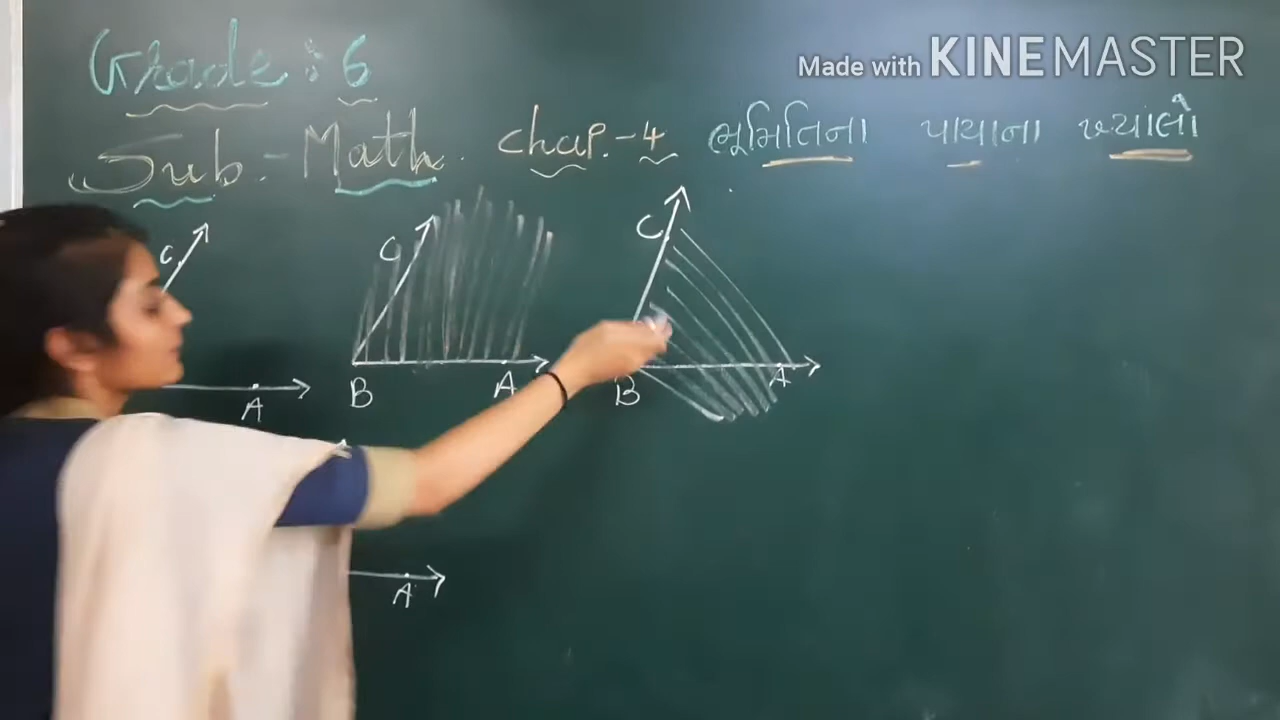 Made with KINEMASTER
Grade : 6
Sub. - Math. Chap. - 4 ભૂમિતિના પાયાના ખ્યાલો
C C C
A B A B A
A